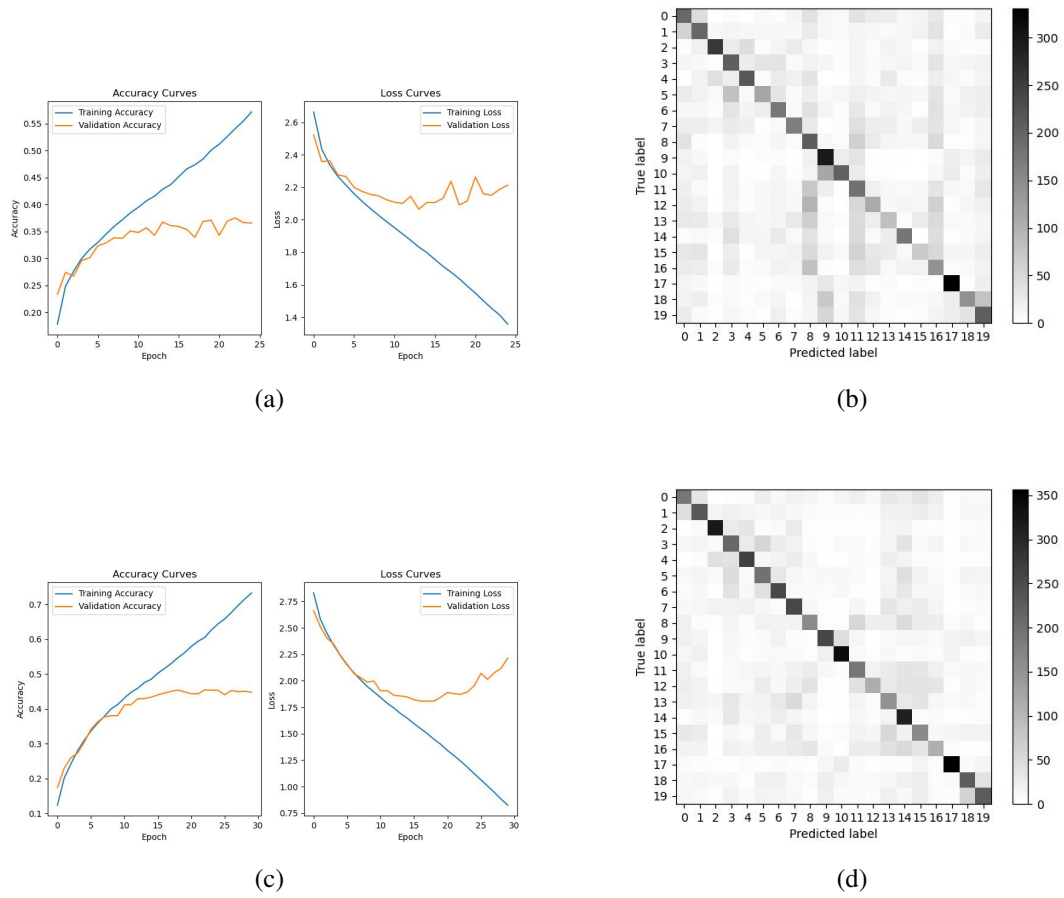 Accuracy Curves
Training Accuracy
Validation Accuracy
0.55
0.50
0.45
0.40
0.35
0.30
0.25
0.20
Accuracy
0 5 10 15 20 25
Epoch
Loss Curves
Training Loss
Validation Loss
2.6
2.4
2.2
2.0
1.8
1.6
1.4
Loss
0 5 10 15 20 25
Epoch
(a)
True label
0
1
2
3
4
5
6
7
8
9
10
11
12
13
14
15
16
17
18
19
0 1 2 3 4 5 6 7 8 9 10 11 12 13 14 15 16 17 18 19
Predicted label
300
250
200
150
100
50
0
(b)
Accuracy Curves
Training Accuracy
Validation Accuracy
0.7
0.6
0.5
0.4
0.3
0.2
0.1
Accuracy
0 5 10 15 20 25 30
Epoch
Loss Curves
Training Loss
Validation Loss
2.75
2.50
2.25
2.00
1.75
1.50
1.25
1.00
0.75
Loss
0 5 10 15 20 25 30
Epoch
(c)
True label
0
1
2
3
4
5
6
7
8
9
10
11
12
13
14
15
16
17
18
19
0 1 2 3 4 5 6 7 8 9 10 11 12 13 14 15 16 17 18 19
Predicted label
350
300
250
200
150
100
50
0
(d)